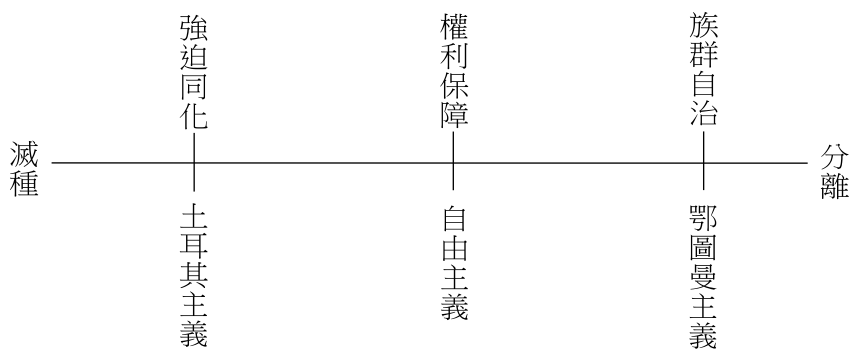 強迫同化
權利保障
族群自治
滅種
分離
土耳其主義
自由主義
鄂圖曼主義